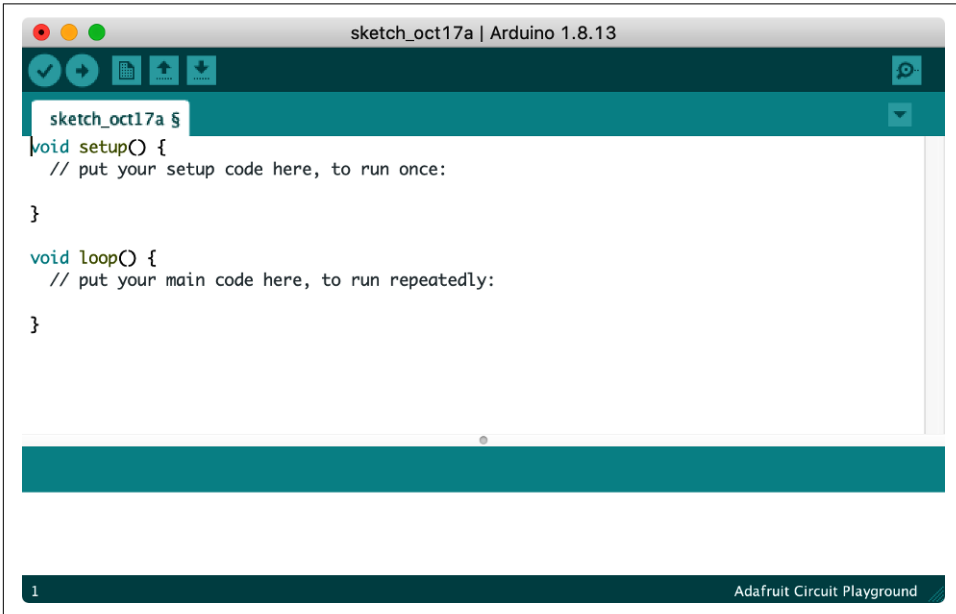 sketch_oct17a | Arduino 1.8.13
sketch_oct17a §
void setup() {
  // put your setup code here, to run once:
}
void loop() {
  // put your main code here, to run repeatedly:
}
1
Adafruit Circuit Playground